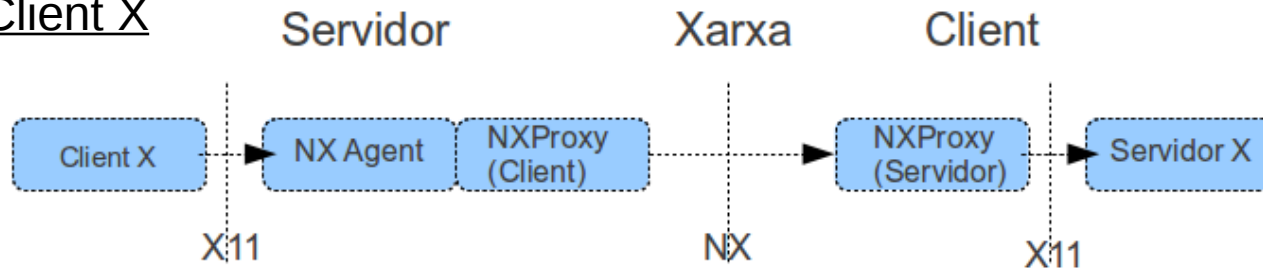 Client X
Servidor
Xarxa
Client
Client X
NX Agent
NXProxy
(Client)
NXProxy
(Servidor)
Servidor X
X11
NX
X11